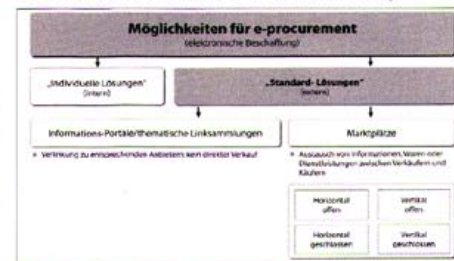 Möglichkeiten für e-procurement
(elektronische Beschaffung)
„Individuelle Lösungen"
(intern)
„Standard- Lösungen"
(extern)
Informations-Portale/thematische Linksammlungen
Marktplätze
Verlinkung zu entsprechenden Anbietern kein direkter Verkauf
Austausch von Informationen, Waren oder
Dienstleistungen zwischen Verkäufern und
Käufern
Horizontal
offen
Vertikal
offen
Horizontal
geschlossen
Vertikal
geschlossen